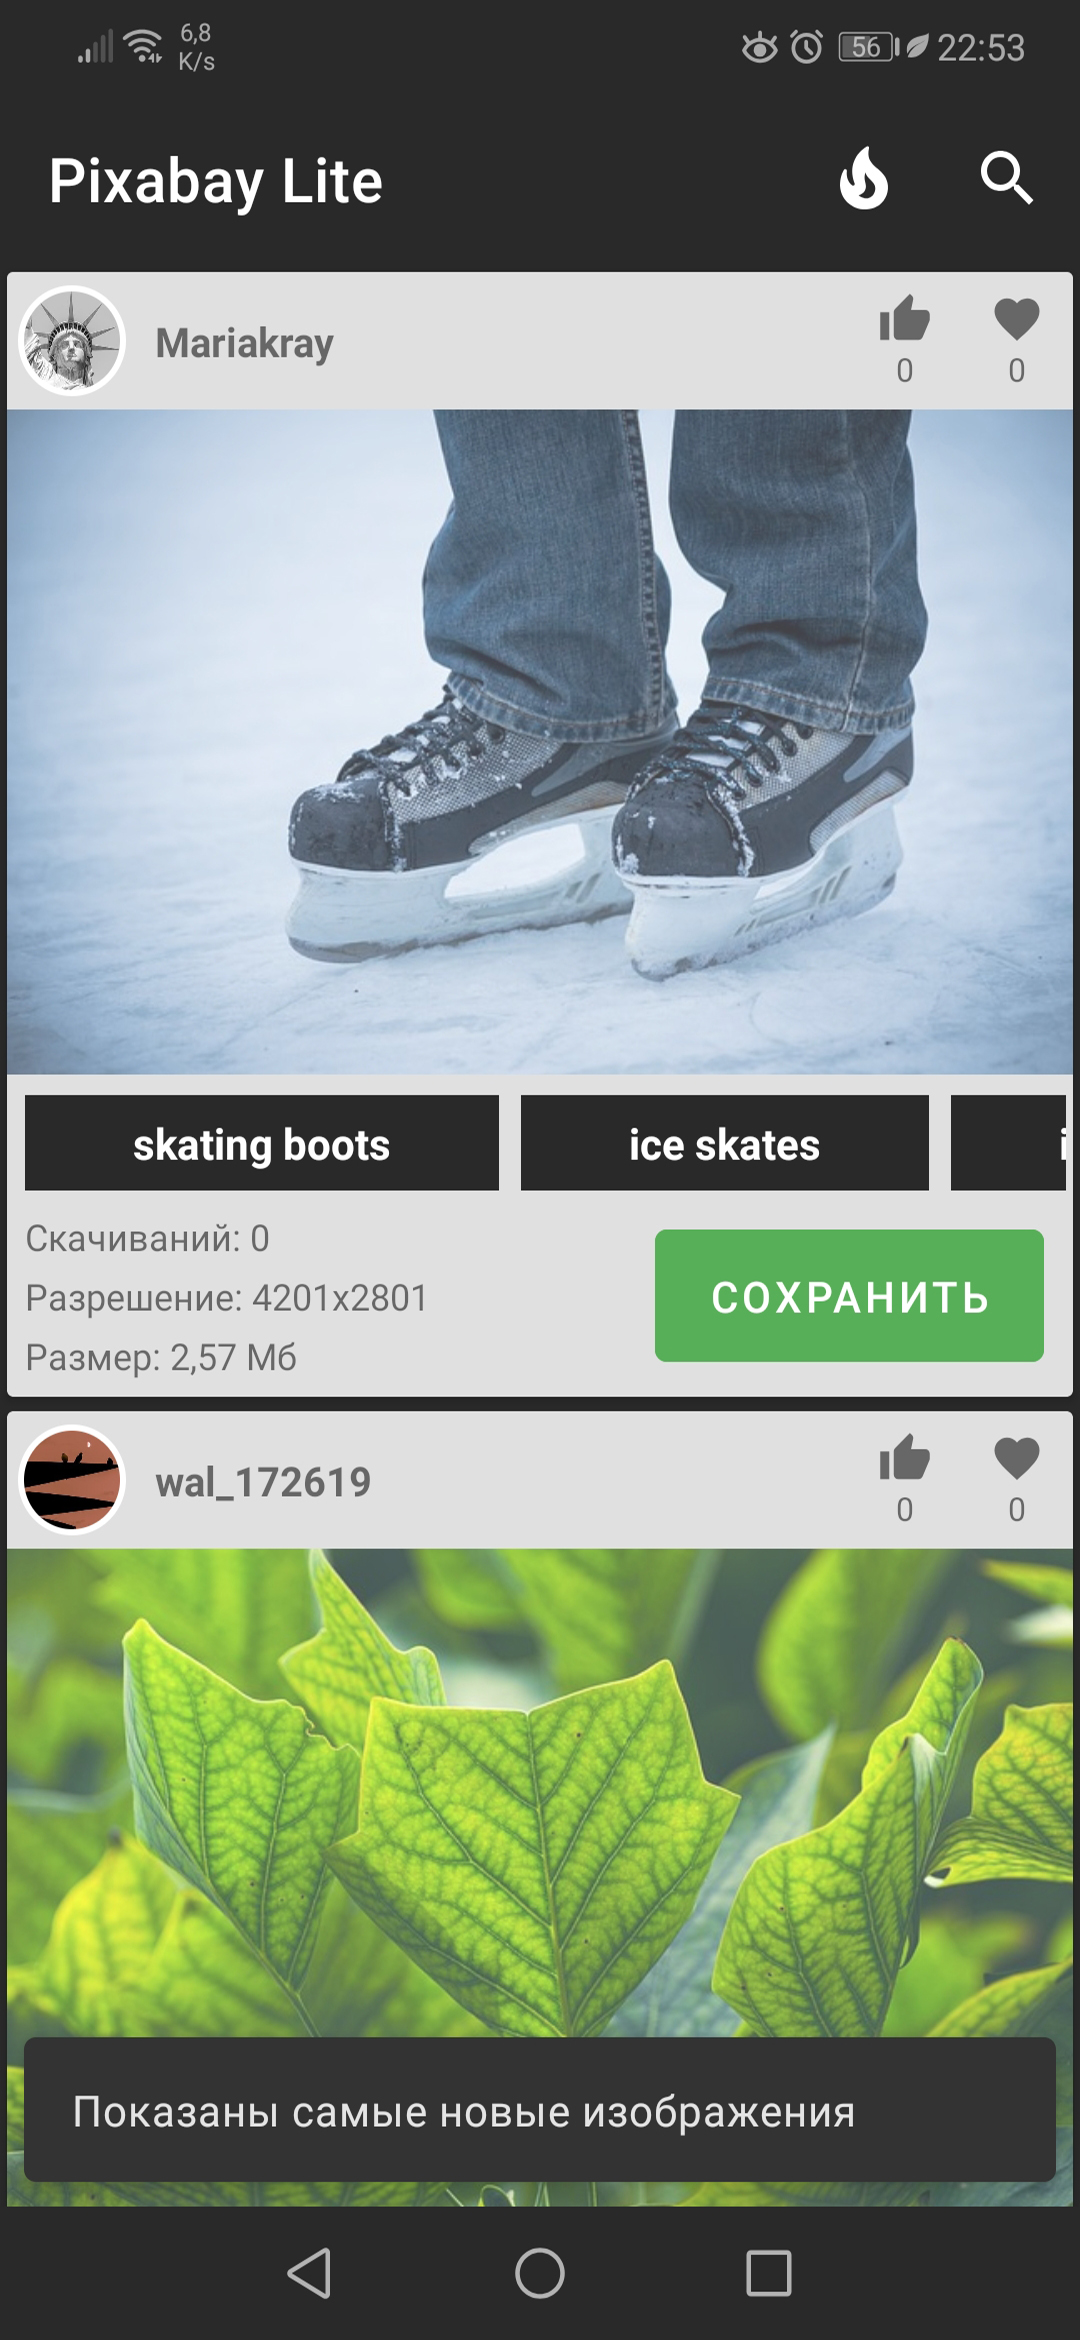 6,8
K/s
56
22:53
Pixabay Lite
Mariakray
0
0
skating boots
ice skates
i
Скачиваний: 0
Разрешение: 4201x2801
Размер: 2,57 Мб
СОХРАНИТЬ
wal_172619
0
0
Показаны самые новые изображения